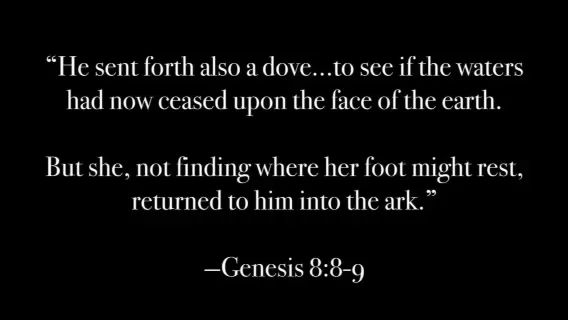 “He sent forth also a dove...to see if the waters
had now ceased upon the face of the earth.
But she, not finding where her foot might rest,
returned to him into the ark.”
–Genesis 8:8-9